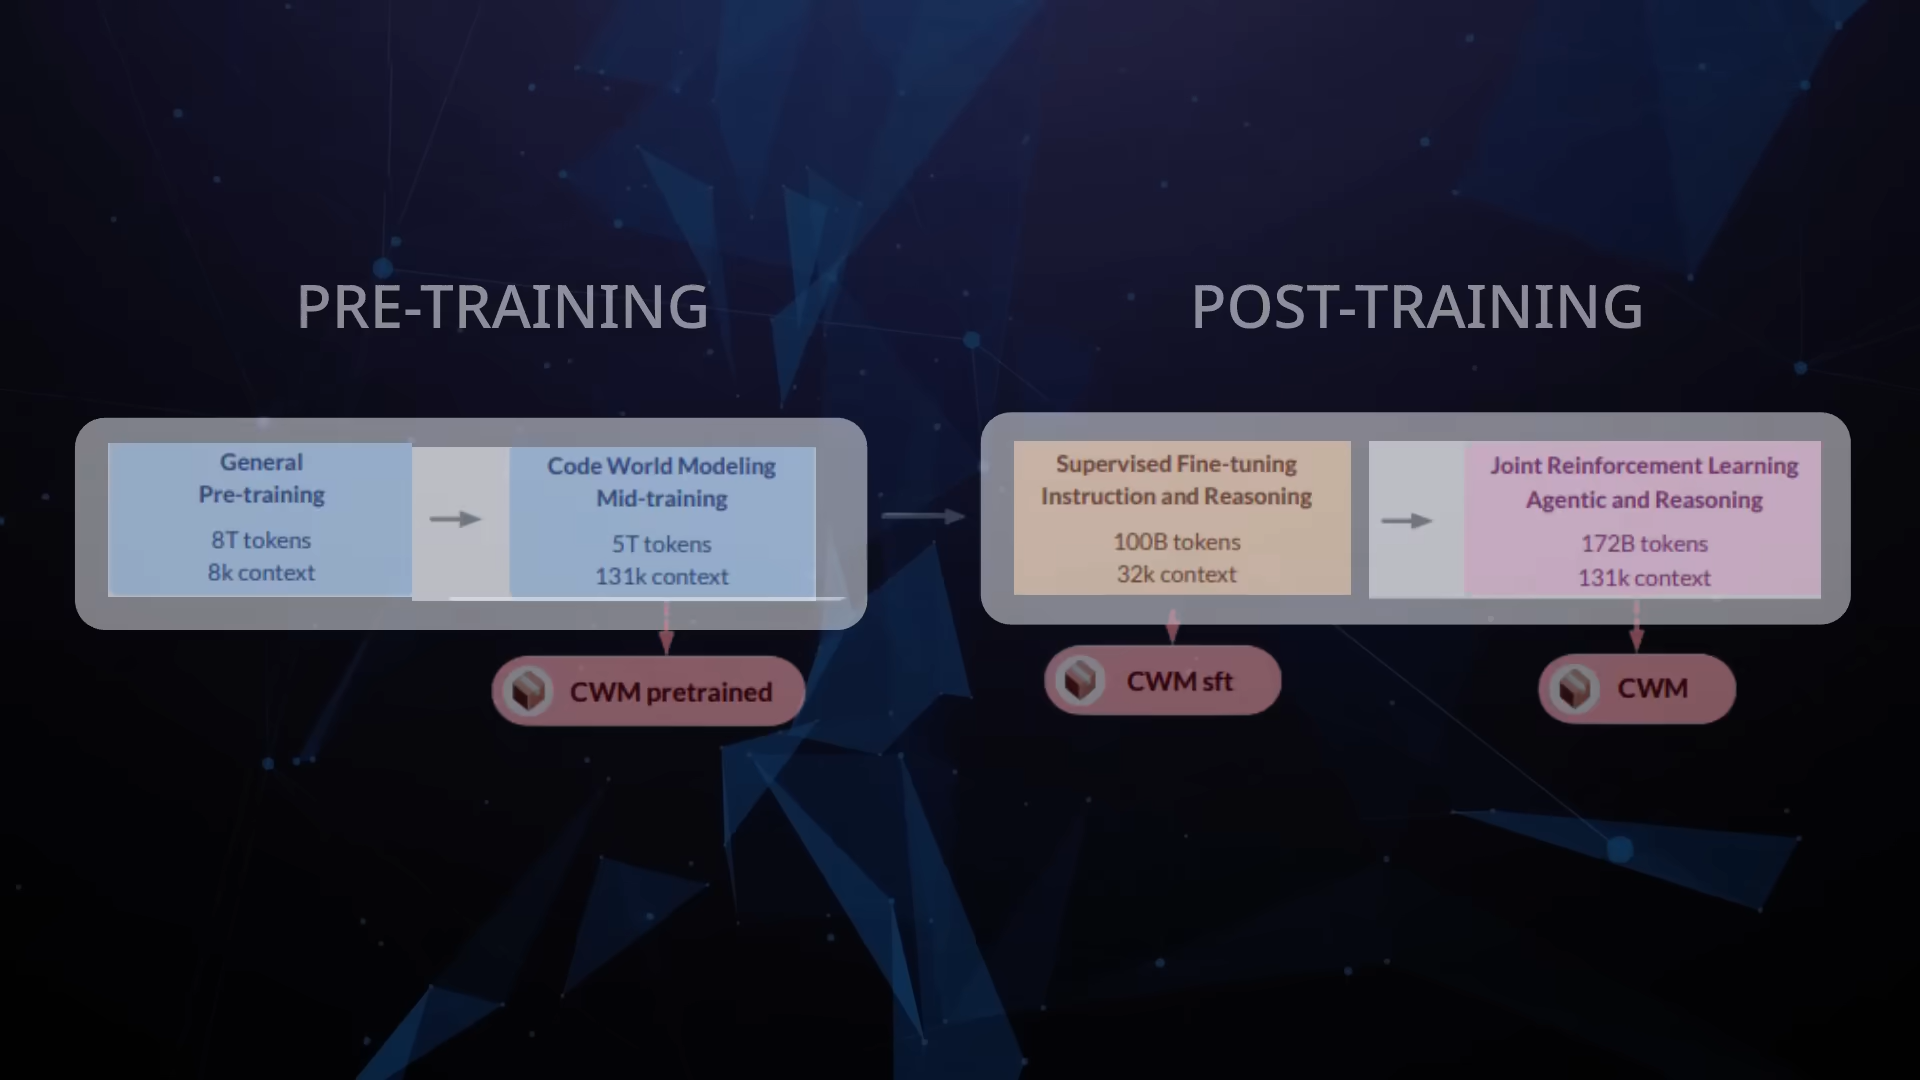 PRE-TRAINING
General
Pre-training
8T tokens
8k context
Code World Modeling
Mid-training
5T tokens
131k context
CWM pretrained
POST-TRAINING
Supervised Fine-tuning
Instruction and Reasoning
100B tokens
32k context
CWM sft
Joint Reinforcement Learning
Agentic and Reasoning
172B tokens
131k context
CWM